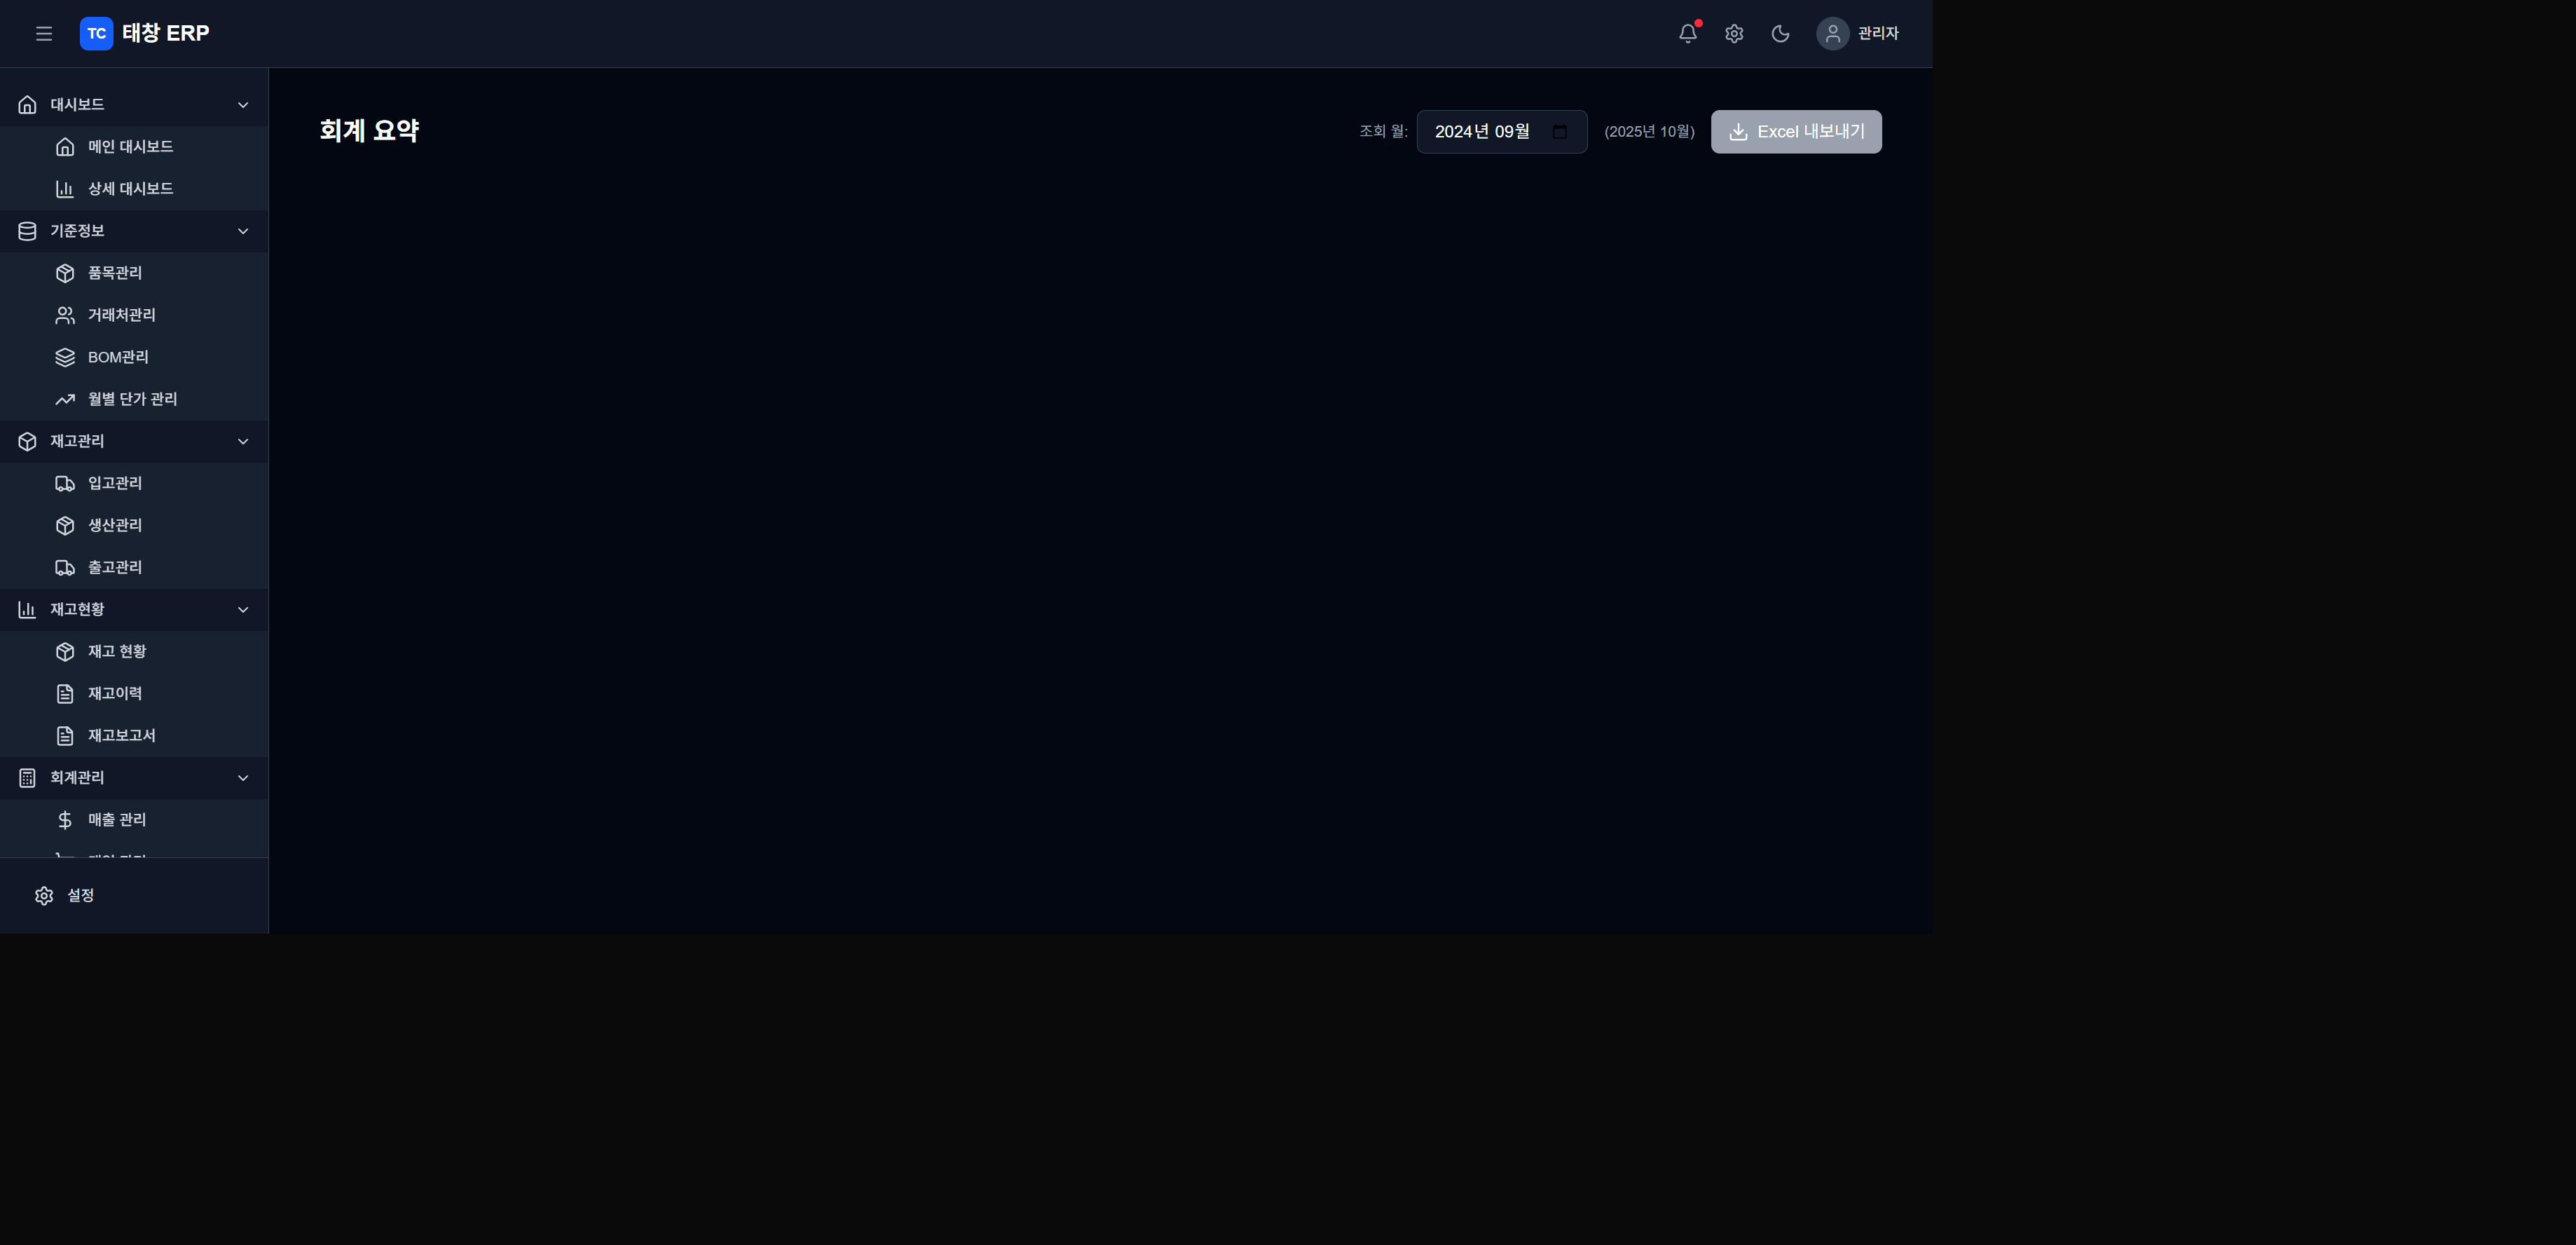 TC 태창 ERP
관리자
대시보드
메인 대시보드
상세 대시보드
기준정보
품목관리
거래처관리
BOM관리
월별 단가 관리
재고관리
입고관리
생산관리
출고관리
재고현황
재고 현황
재고이력
재고보고서
회계관리
매출 관리
설정
회계 요약
조회 월: 2024년 09월 (2025년 10월) Excel 내보내기